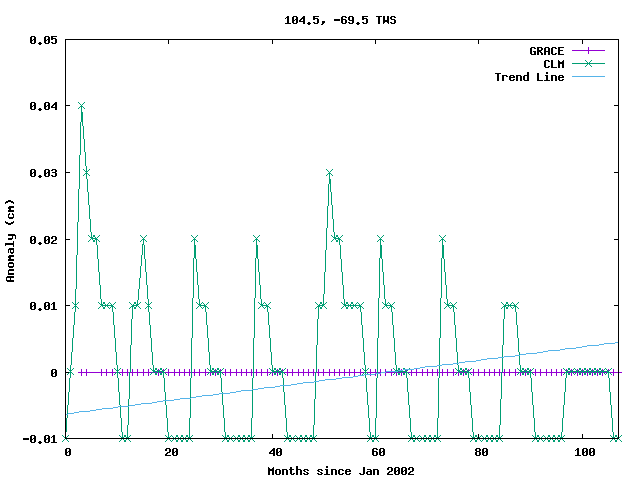 104.5, -69.5 TWS
GRACE
CLM
Trend Line
0.05
0.04
0.03
0.02
0.01
0
-0.01
Anomaly (cm)
0 20 40 60 80 100
Months since Jan 2002